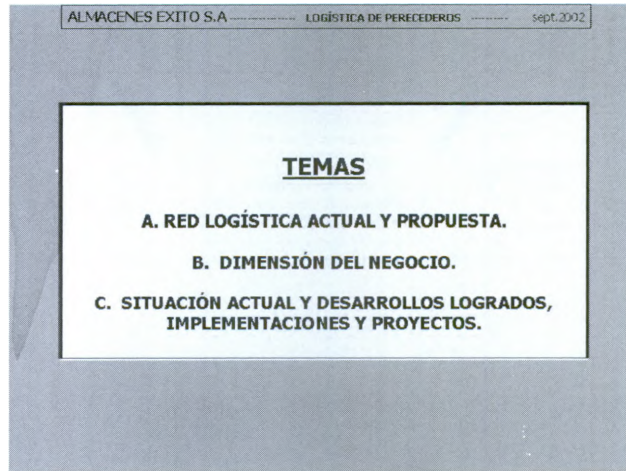 ALMACENES EXITO S.A ------------ LOGÍSTICA DE PERECEDEROS -------- sept.2002
TEMAS
A. RED LOGÍSTICA ACTUAL Y PROPUESTA.
B. DIMENSIÓN DEL NEGOCIO.
C. SITUACIÓN ACTUAL Y DESARROLLOS LOGRADOS,
IMPLEMENTACIONES Y PROYECTOS.